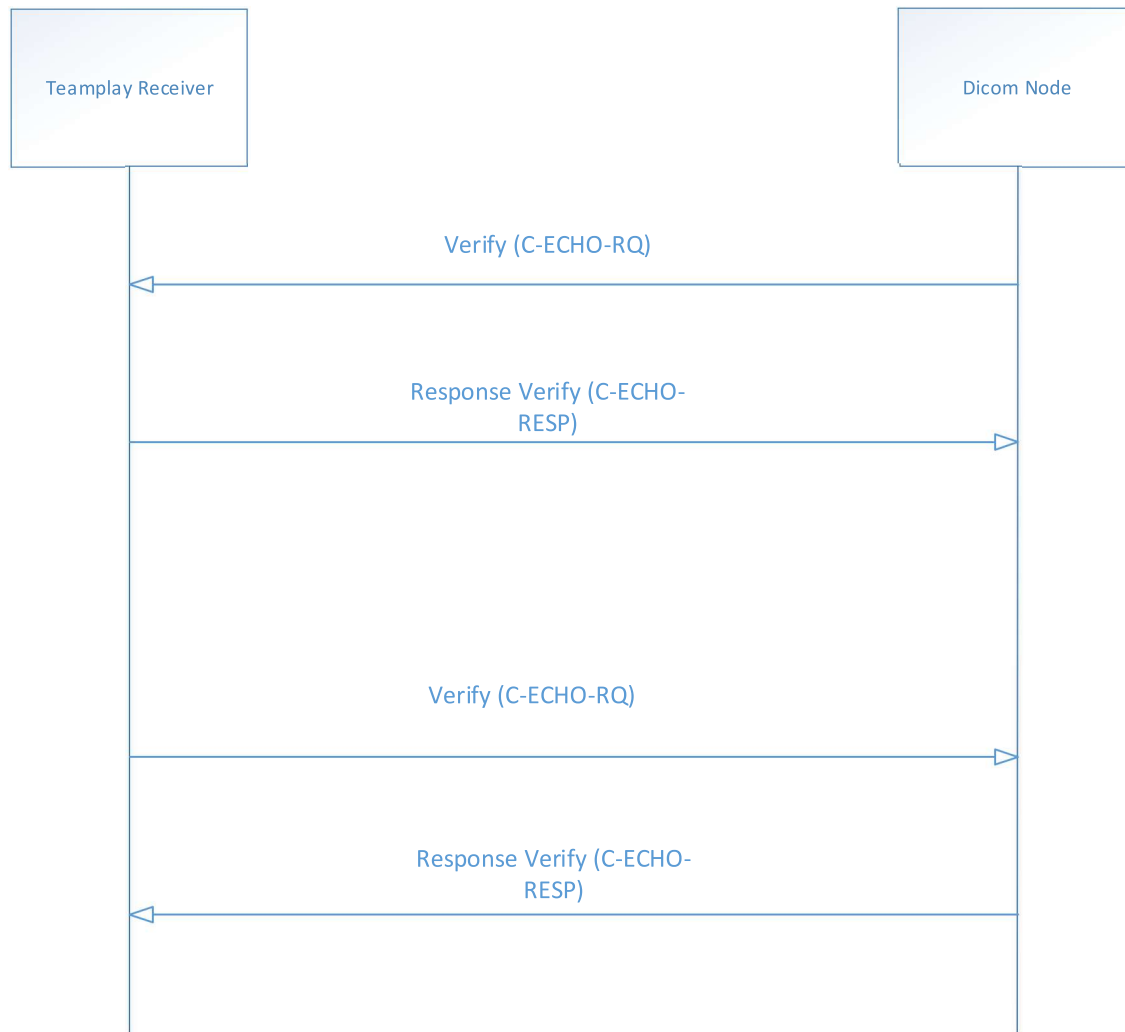 Teamplay Receiver
Dicom Node
Verify (C-ECHO-RQ)
Response Verify (C-ECHO-
RESP)
Verify (C-ECHO-RQ)
Response Verify (C-ECHO-
RESP)